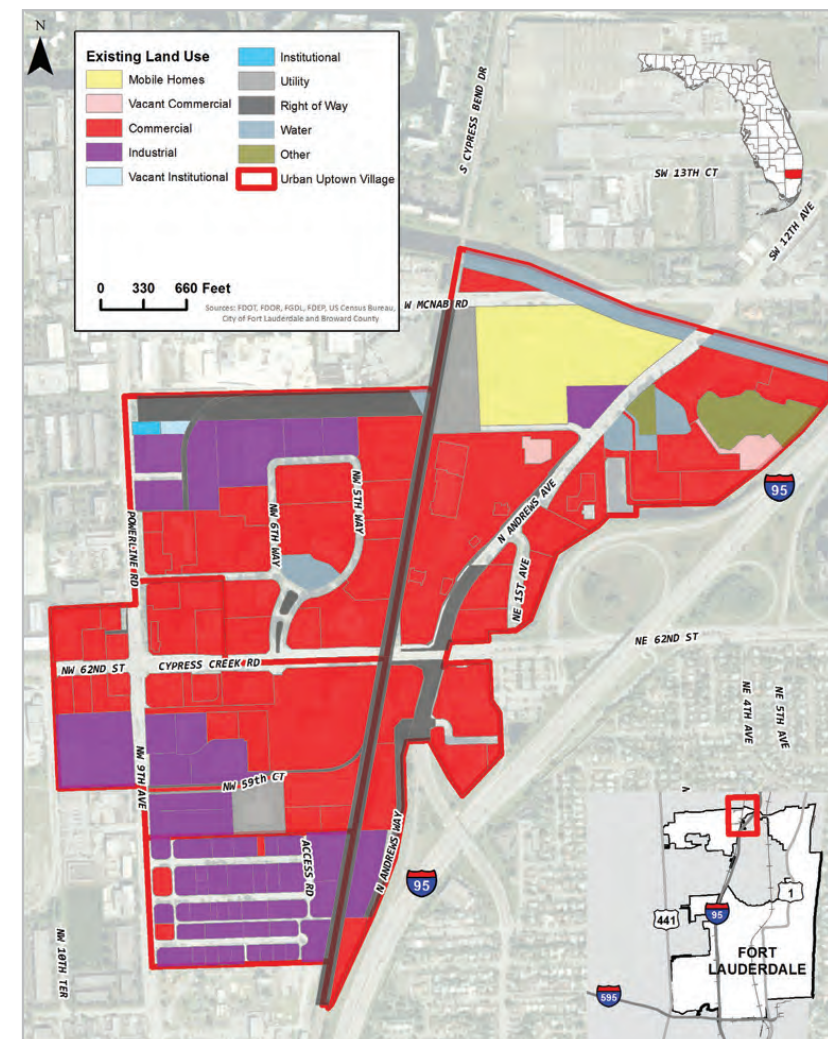 N
Existing Land Use
Mobile Homes
Vacant Commercial
Commercial
Industrial
Vacant Institutional
Institutional
Utility
Right of Way
Water
Other
Urban Uptown Village
0 330 660 Feet
Sources: FDOT, FDOR, FGDL, FDEP, US Census Bureau,
City of Fort Lauderdale and Broward County
S CYPRESS BEND DR
SW 13TH CT
SW 12TH AVE
W MCNAB RD
95
POWERLINE RD
NW 6TH WAY
NW 5TH WAY
N ANDREWS AVE
NE 1ST AVE
NE 62ND ST
NW 62ND ST
CYPRESS CREEK RD
NE 4TH AVE
NE 5TH AVE
NW 9TH AVE
NW 59th CT
ACCESS RD
N ANDREWS WAY
95
NW 10TH TER
441
95
1
FORT
LAUDERDALE
595